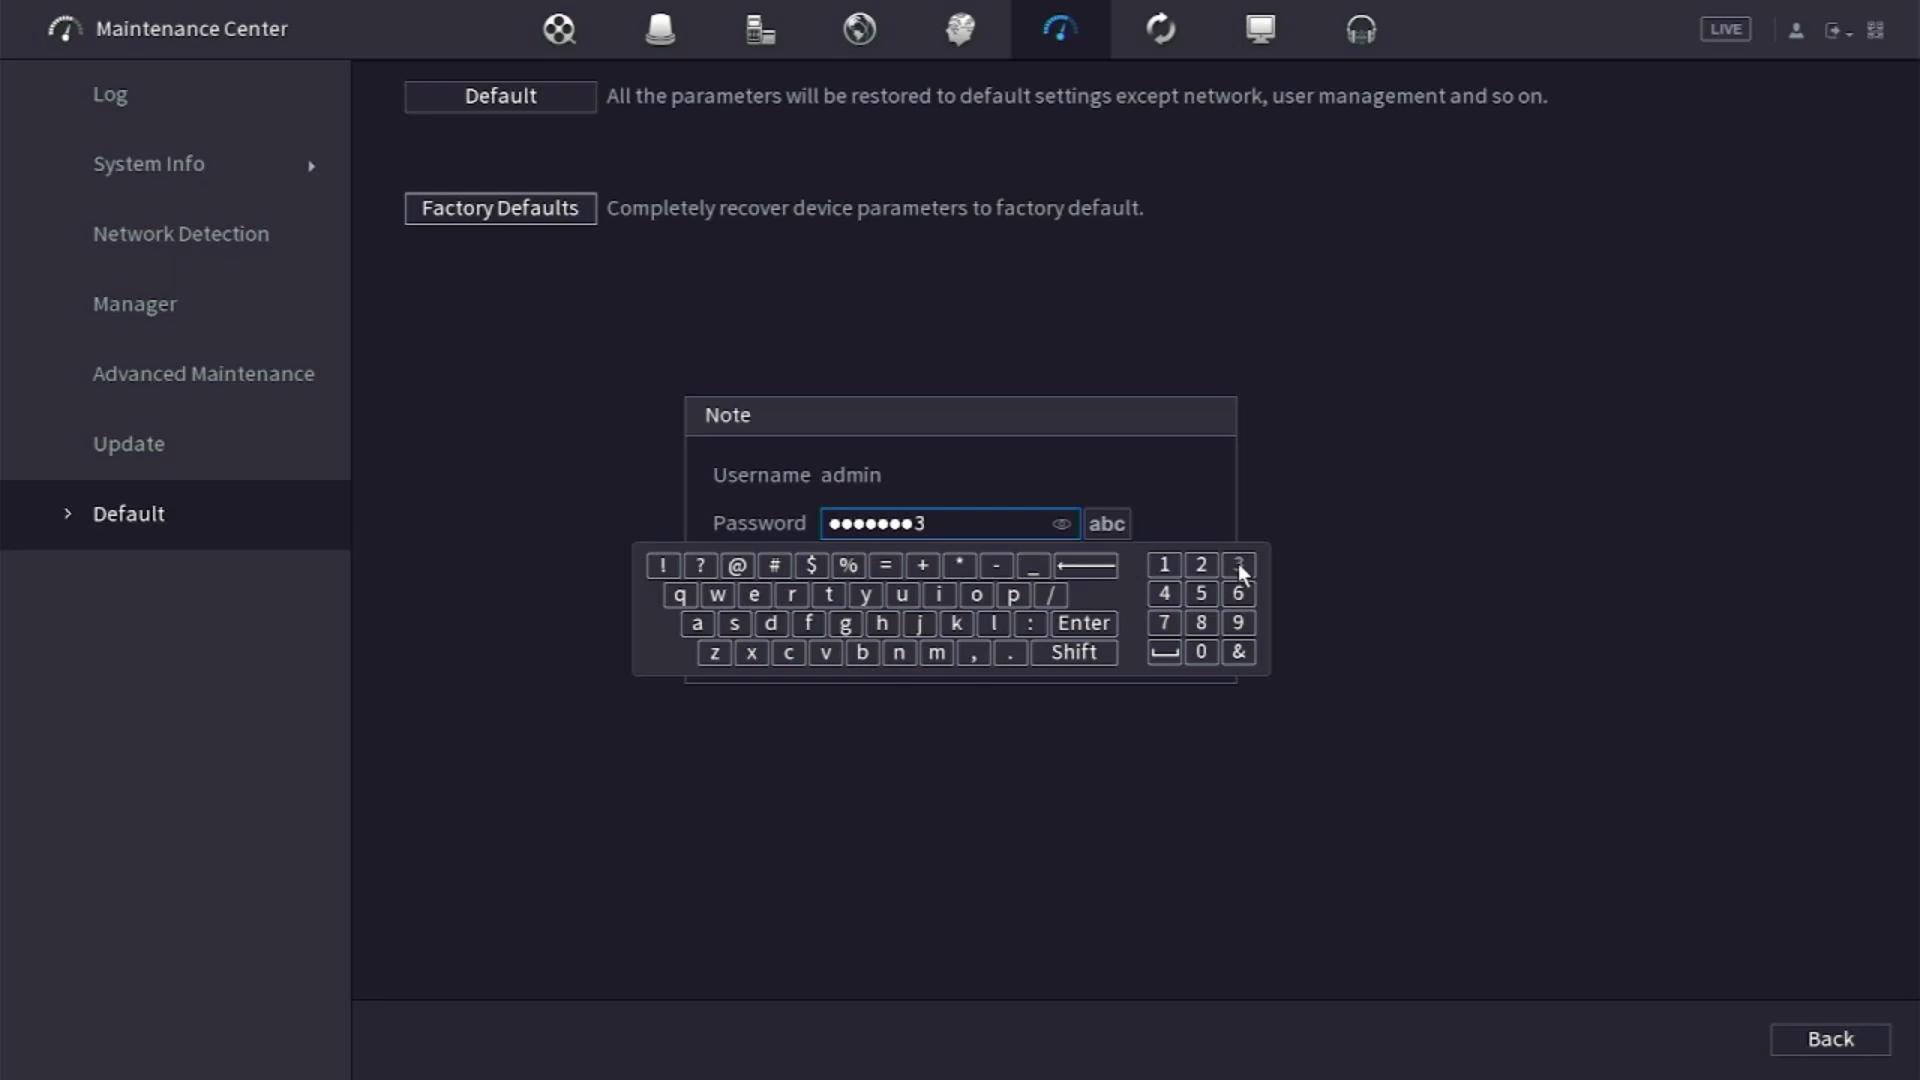 Maintenance Center
LIVE
Log
System Info
Network Detection
Manager
Advanced Maintenance
Update
Default
Default All the parameters will be restored to default settings except network, user management and so on.
Factory Defaults Completely recover device parameters to factory default.
Note
Username admin
Password ●●●●●●●3 abc
! ? @ # $ % = + * - _ 1 2 3
q w e r t y u i o p / 4 5 6
a s d f g h j k l : Enter 7 8 9
z x c v b n m , . Shift 0 &
Back